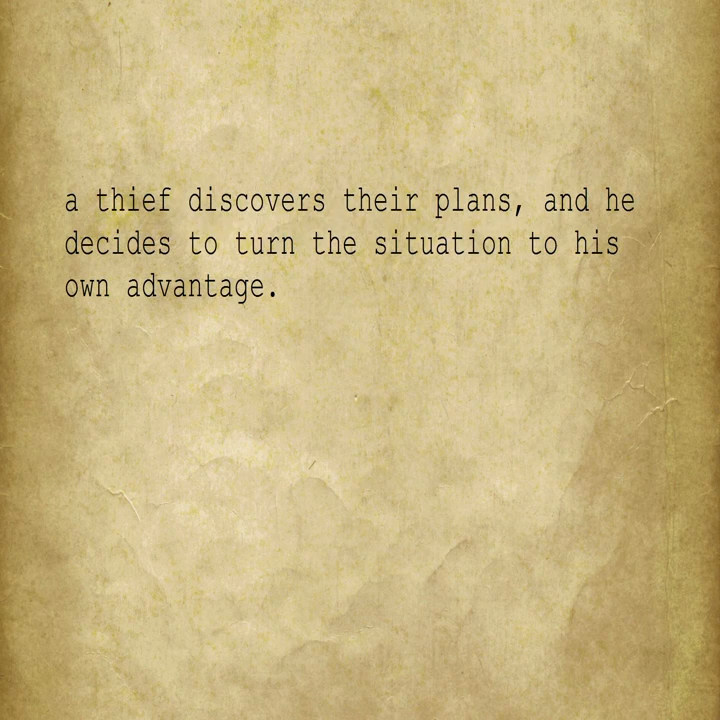 a thief discovers their plans, and he
decides to turn the situation to his
own advantage.